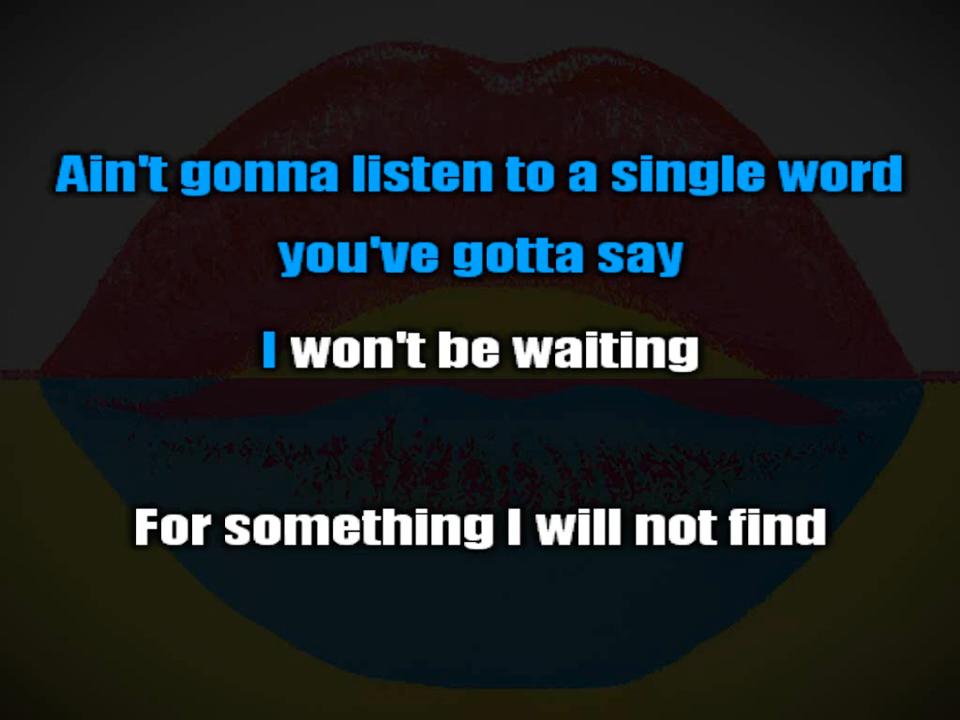 Ain't gonna listen to a single word
you've gotta say
I won't be waiting
For something I will not find